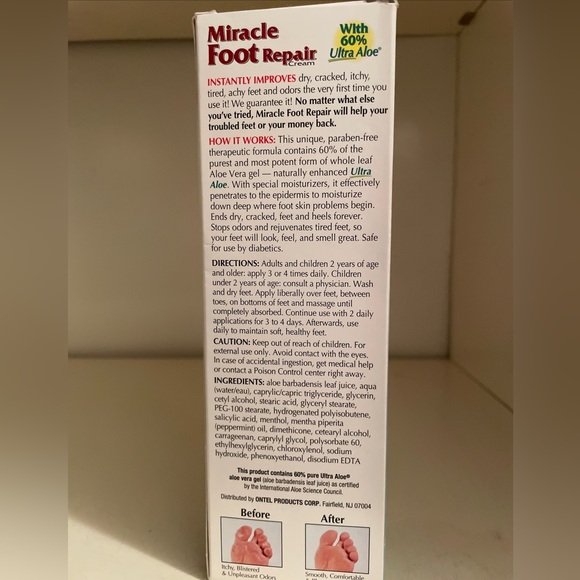 Miracle
Foot Repair
Cream
With
60%
Ultra Aloe®
INSTANTLY IMPROVES dry, cracked, itchy,
tired, achy feet and odors the very first time you
use it! We guarantee it! No matter what else
you've tried, Miracle Foot Repair will help your
troubled feet or your money back.
HOW IT WORKS: This unique, paraben-free
therapeutic formula contains 60% of the
purest and most potent form of whole leaf
Aloe Vera gel — naturally enhanced Ultra
Aloe. With special moisturizers, it effectively
penetrates to the epidermis to moisturize
down deep where foot skin problems begin.
Ends dry, cracked, feet and heels forever.
Stops odors and rejuvenates tired feet, so
your feet will look, feel, and smell great. Safe
for use by diabetics.
DIRECTIONS: Adults and children 2 years of age
and older: apply 3 or 4 times daily. Children
under 2 years of age: consult a physician. Wash
and dry feet. Apply liberally over feet, between
toes, on bottoms of feet and massage until
completely absorbed. Continue use with 2 daily
applications for 3 to 4 days. Afterwards, use
daily to maintain soft, healthy feet.
CAUTION: Keep out of reach of children. For
external use only. Avoid contact with the eyes.
In case of accidental ingestion, get medical help
or contact a Poison Control center right away.
INGREDIENTS: aloe barbadensis leaf juice, aqua
(water/eau), caprylic/capric triglyceride, glycerin,
cetyl alcohol, stearic acid, glyceryl stearate,
PEG-100 stearate, hydrogenated polyisobutene,
salicylic acid, menthol, mentha piperita
(peppermint) oil, dimethicone, cetearyl alcohol,
carrageenan, caprylyl glycol, polysorbate 60,
ethylhexylglycerin, chloroxylenol, sodium
hydroxide, phenoxyethanol, disodium EDTA
This product contains 60% pure Ultra Aloe®
aloe vera gel (aloe barbadensis leaf juice) as certified
by the International Aloe Science Council.
Distributed by ONTEL PRODUCTS CORP. Fairfield, NJ 07004
Before
After
Itchy, Blistered
& Unpleasant Odors
Smooth, Comfortable